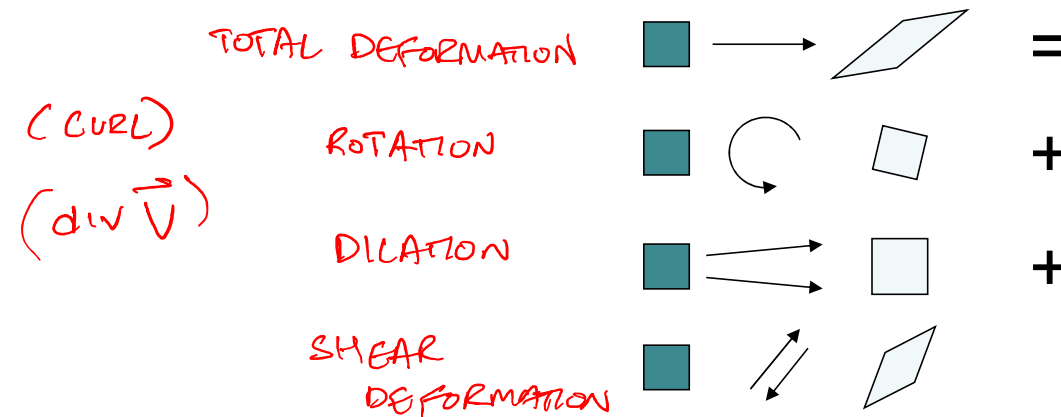 TOTAL DEFORMATION
=
(CURL)
ROTATION
+
(div V⃗)
DILATION
+
SHEAR
DEFORMATION